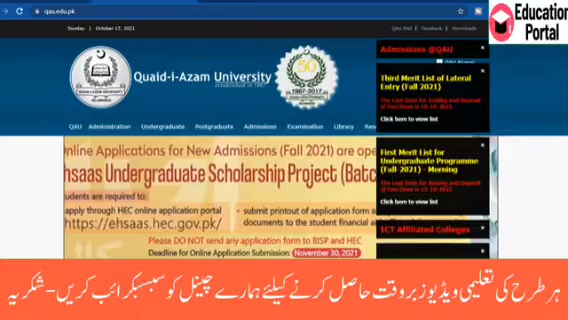 qau.edu.pk
Sunday | October 17, 2021
QAU Mail | Facebook | Downloads
Education
Portal
Quaid-i-Azam University
established in 1967
50
1967-2017
QAU Administration Undergraduate Postgraduate Admissions Examination Library Res
Admissions @QAU
Third Merit List of Lateral
Entry (Fall 2021)
Click here to view list
First Merit List for
Undergraduate Programme
(Fall-2021) - Morning
Click here to view list
ICT Affiliated Colleges
Online Applications for New Admissions (Fall 2021) are ope
Ehsaas Undergraduate Scholarship Project (Batc
tudents are required to:
apply through HEC online application portal
https://ehsaas.hec.gov.pk/
• submit printout of application form a
documents to the student financial a
Please DO NOT send any application form to BISP and HEC
Deadline for Online Application Submission: November 30, 2021
ہر طرح کی تعلیمی ویڈیوز بروقت حاصل کرنے کیلئے ہمارے چینل کو سبسکرائب کریں - شکریہ